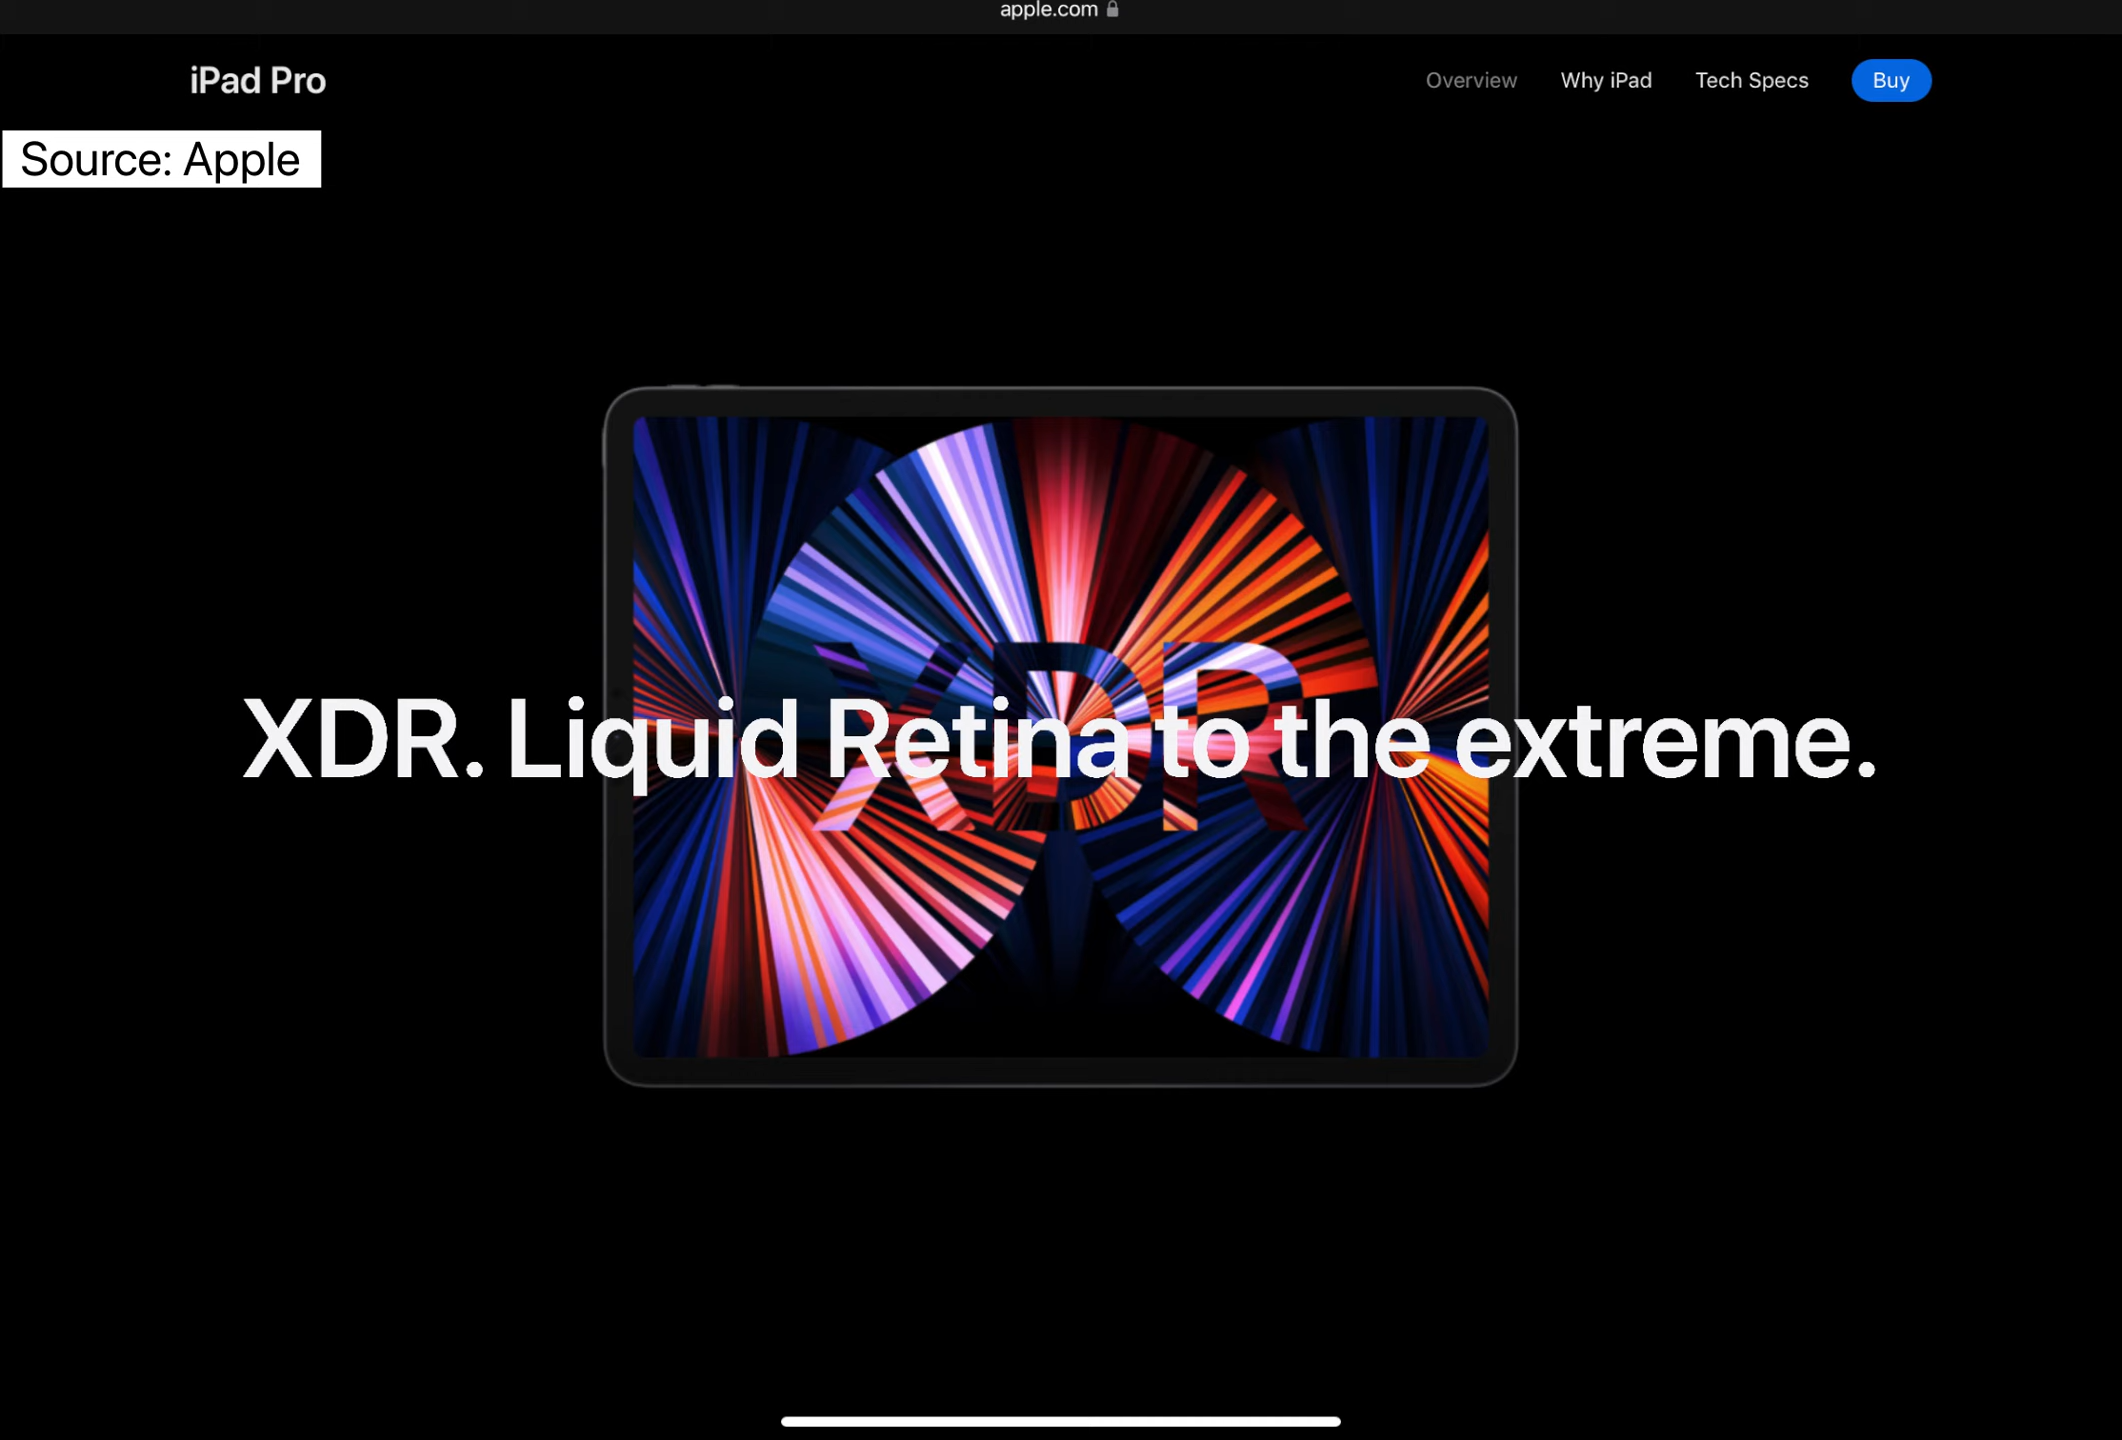 apple.com
iPad Pro
Overview
Why iPad
Tech Specs
Buy
Source: Apple
XDR
XDR. Liquid Retina to the extreme.